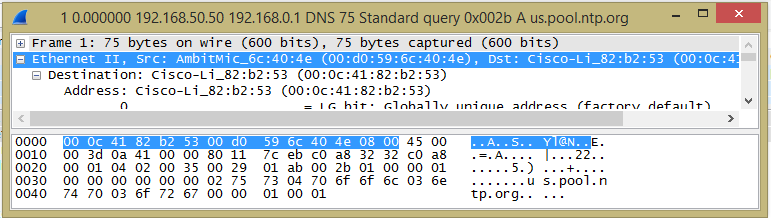 1 0.000000 192.168.50.50 192.168.0.1 DNS 75 Standard query 0x002b A us.pool.ntp.org
Frame 1: 75 bytes on wire (600 bits), 75 bytes captured (600 bits)
Ethernet II, Src: AmbitMic_6c:40:4e (00:d0:59:6c:40:4e), Dst: Cisco-Li_82:b2:53 (00:0c:41
Destination: Cisco-Li_82:b2:53 (00:0c:41:82:b2:53)
Address: Cisco-Li_82:b2:53 (00:0c:41:82:b2:53)
0 = LG bit: Globally unique address (factory default)
0000 00 0c 41 82 b2 53 00 d0 59 6c 40 4e 08 00 45 00 ..A..S.. Yl@N..E.
0010 00 3d 0a 41 00 00 80 11 7c eb c0 a8 32 32 c0 a8 .=.A.... |...22..
0020 00 01 04 02 00 35 00 29 01 ab 00 2b 01 00 00 01 .....5.) ...+....
0030 00 00 00 00 00 00 02 75 73 04 70 6f 6f 6c 03 6e .......u s.pool.n
0040 74 70 03 6f 72 67 00 00 01 00 01 tp.org.. ...